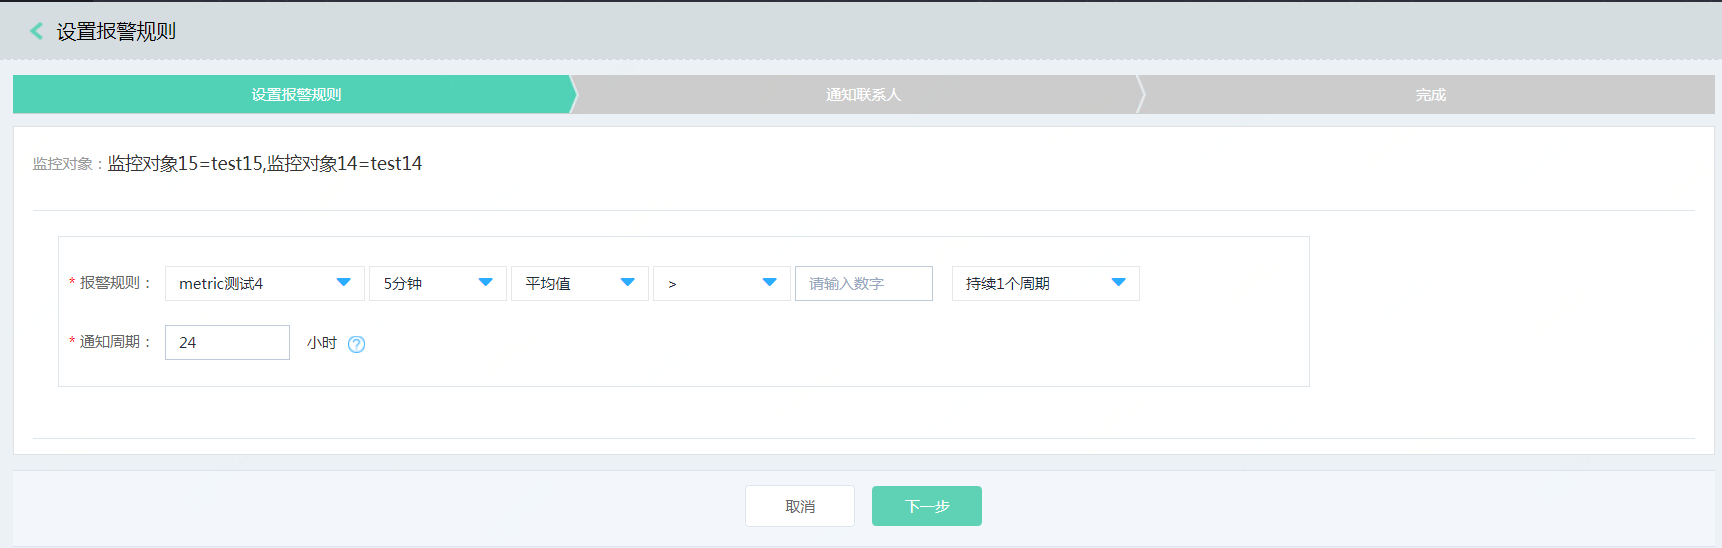 设置报警规则
设置报警规则 通知联系人 完成
监控对象：监控对象15=test15,监控对象14=test14
* 报警规则： metric测试4 5分钟 平均值 > 请输入数字 持续1个周期
* 通知周期： 24 小时 ?
取消 下一步